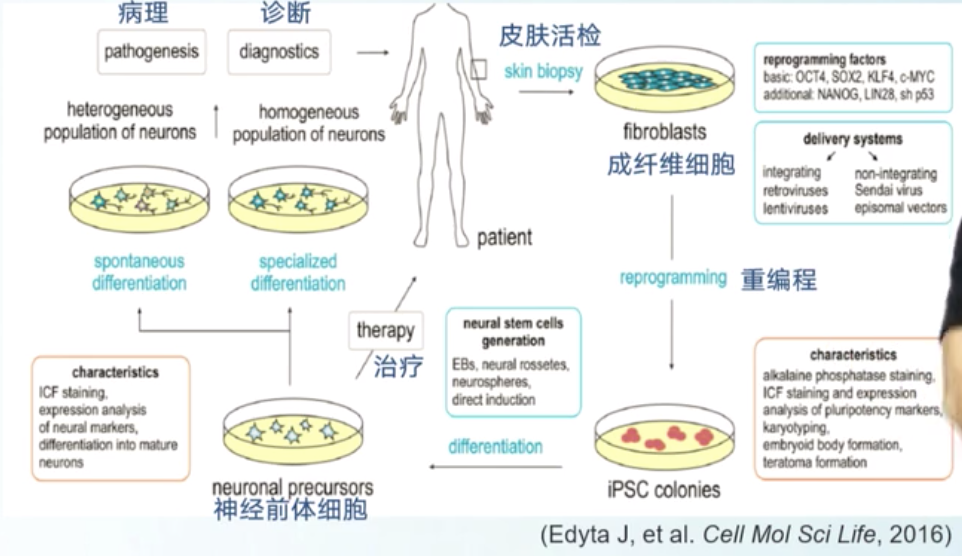 病理
诊断
pathogenesis
diagnostics
heterogeneous
population of neurons
homogeneous
population of neurons
spontaneous
differentiation
specialized
differentiation
patient
皮肤活检
skin biopsy
fibroblasts
成纤维细胞
reprogramming factors
basic: OCT4, SOX2, KLF4, c-MYC
additional: NANOG, LIN28, sh p53
delivery systems
integrating
retroviruses
lentiviruses
non-integrating
Sendai virus
episomal vectors
reprogramming
重编程
therapy
治疗
neural stem cells
generation
EBs, neural rossetes,
neurospheres,
direct induction
characteristics
alkalaine phosphatase staining,
ICF staining and expression
analysis of pluripotency markers,
karyotyping,
embryoid body formation,
teratoma formation
characteristics
ICF staining,
expression analysis
of neural markers,
differentiation into mature
neurons
differentiation
neuronal precursors
神经前体细胞
iPSC colonies
(Edyta J, et al. Cell Mol Sci Life, 2016)